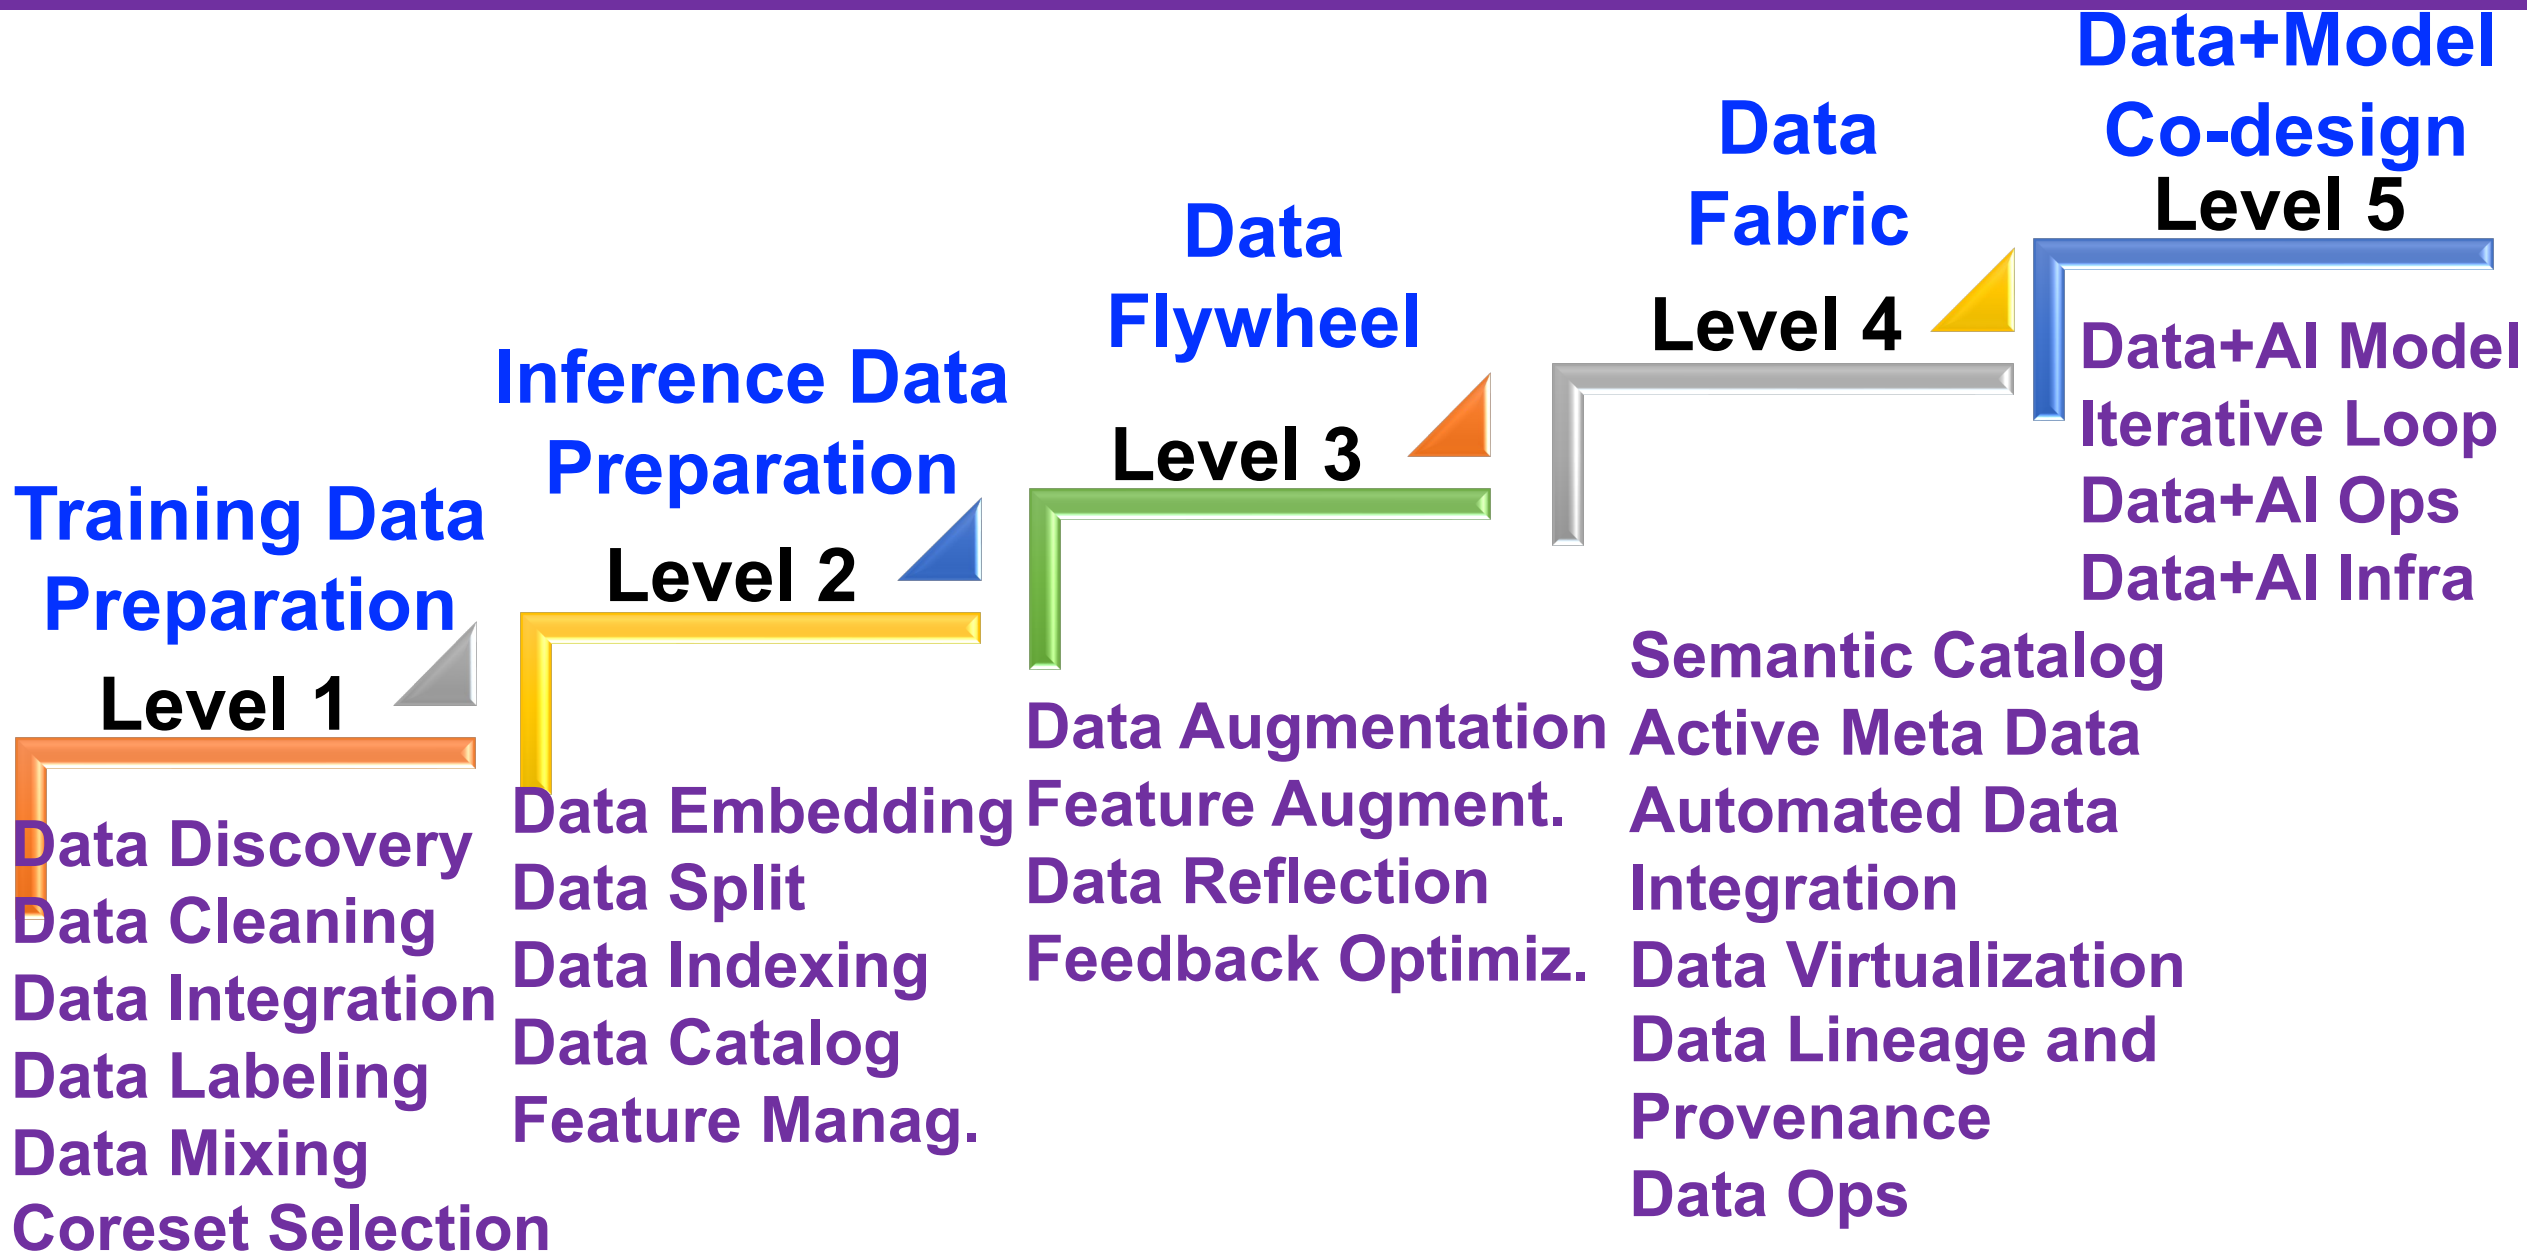 Training Data
Preparation
Level 1
Data Discovery
Data Cleaning
Data Integration
Data Labeling
Data Mixing
Coreset Selection
Inference Data
Preparation
Level 2
Data Embedding
Data Split
Data Indexing
Data Catalog
Feature Manag.
Data
Flywheel
Level 3
Data Augmentation
Feature Augment.
Data Reflection
Feedback Optimiz.
Data
Fabric
Level 4
Semantic Catalog
Active Meta Data
Automated Data
Integration
Data Virtualization
Data Lineage and
Provenance
Data Ops
Data+Model
Co-design
Level 5
Data+AI Model
Iterative Loop
Data+AI Ops
Data+AI Infra